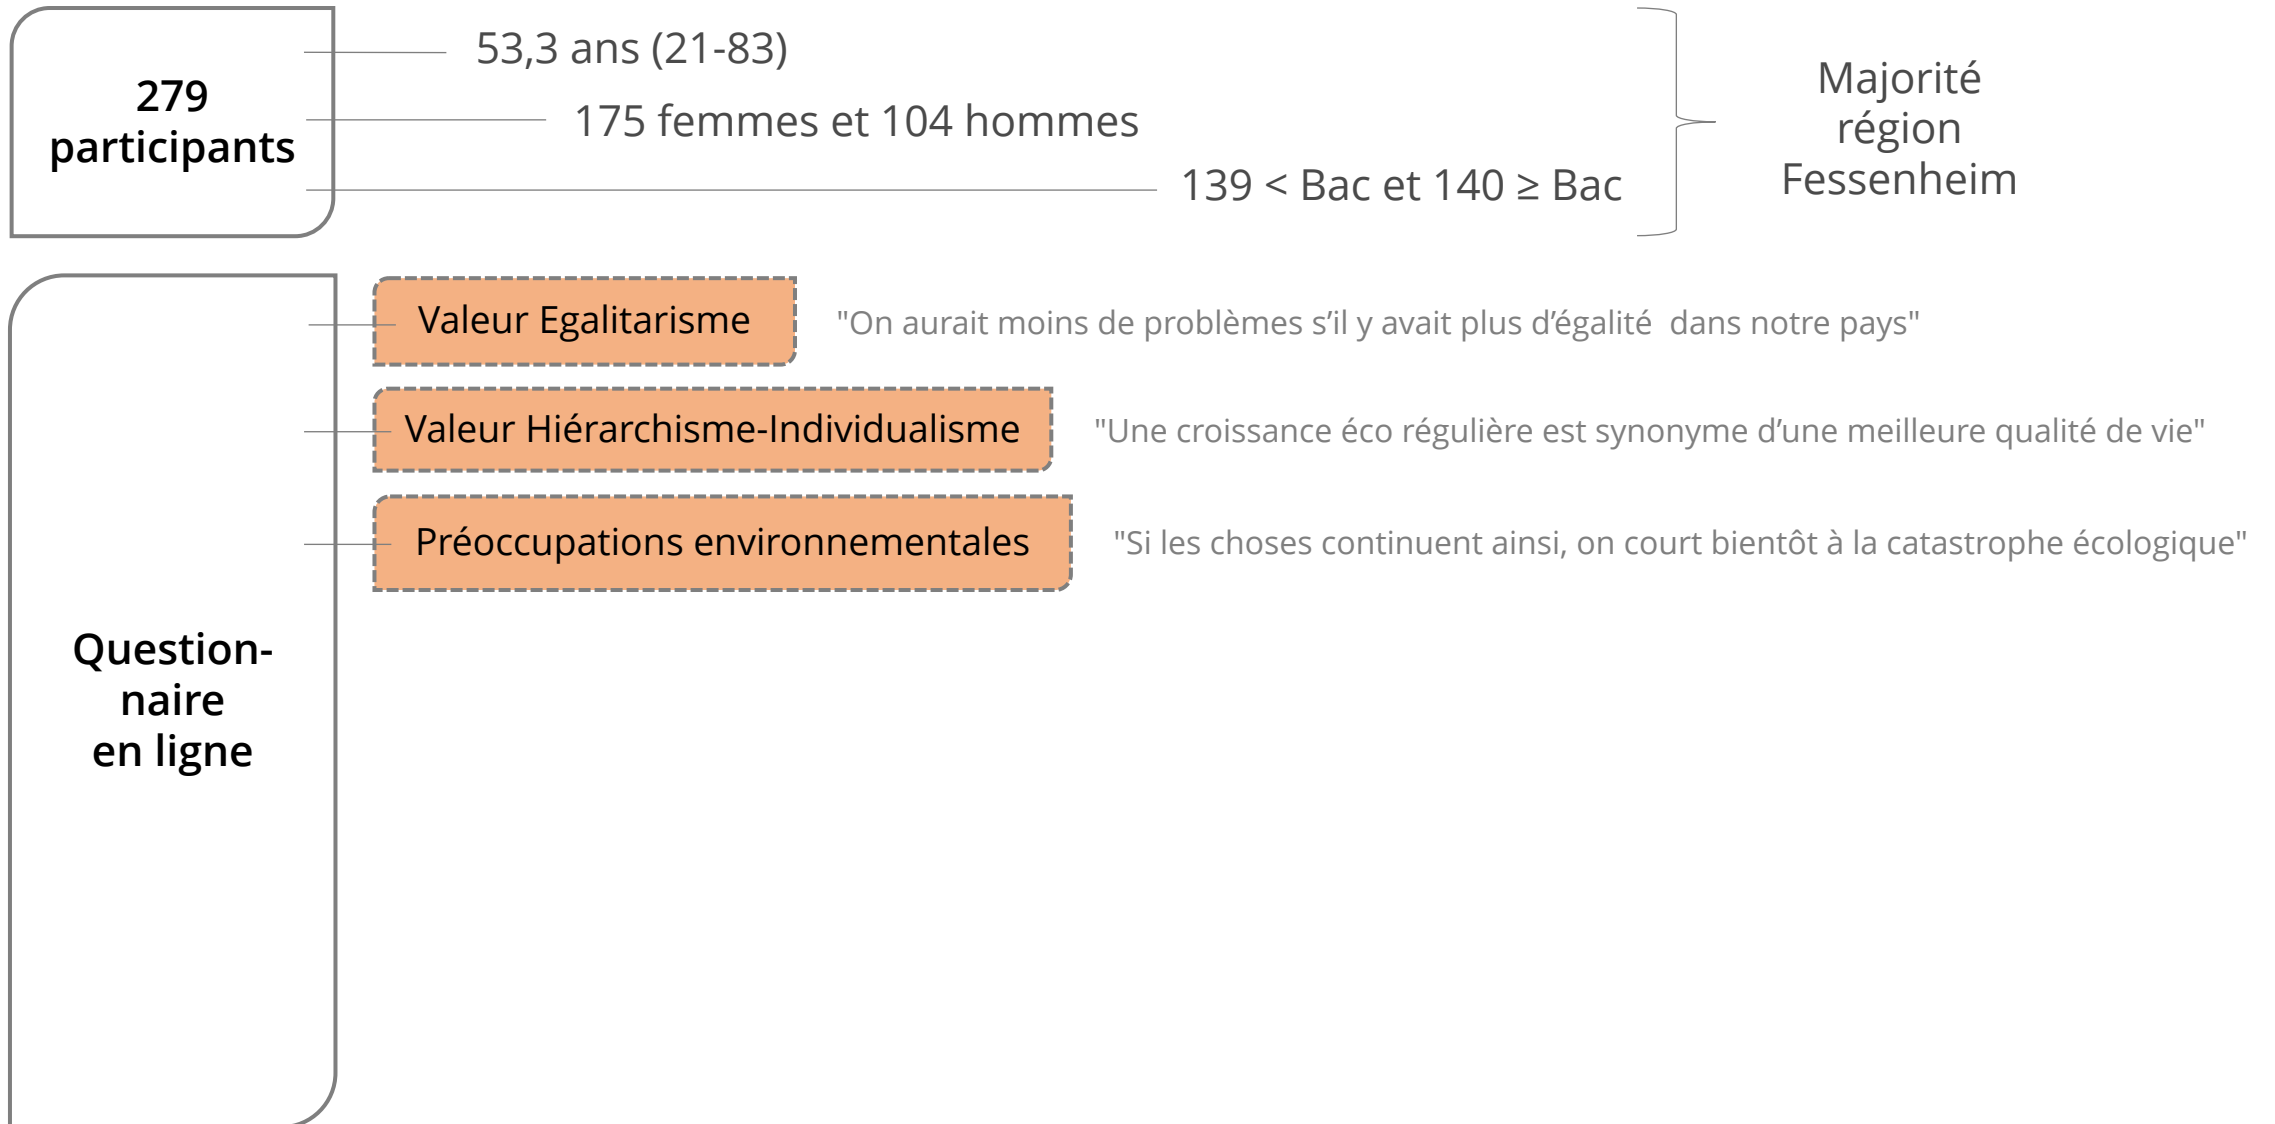 279
participants
53,3 ans (21-83)
175 femmes et 104 hommes
139 < Bac et 140 ≥ Bac
Majorité
région
Fessenheim
Question-
naire
en ligne
Valeur Egalitarisme
"On aurait moins de problèmes s’il y avait plus d’égalité  dans notre pays"
Valeur Hiérarchisme-Individualisme
"Une croissance éco régulière est synonyme d’une meilleure qualité de vie"
Préoccupations environnementales
"Si les choses continuent ainsi, on court bientôt à la catastrophe écologique"